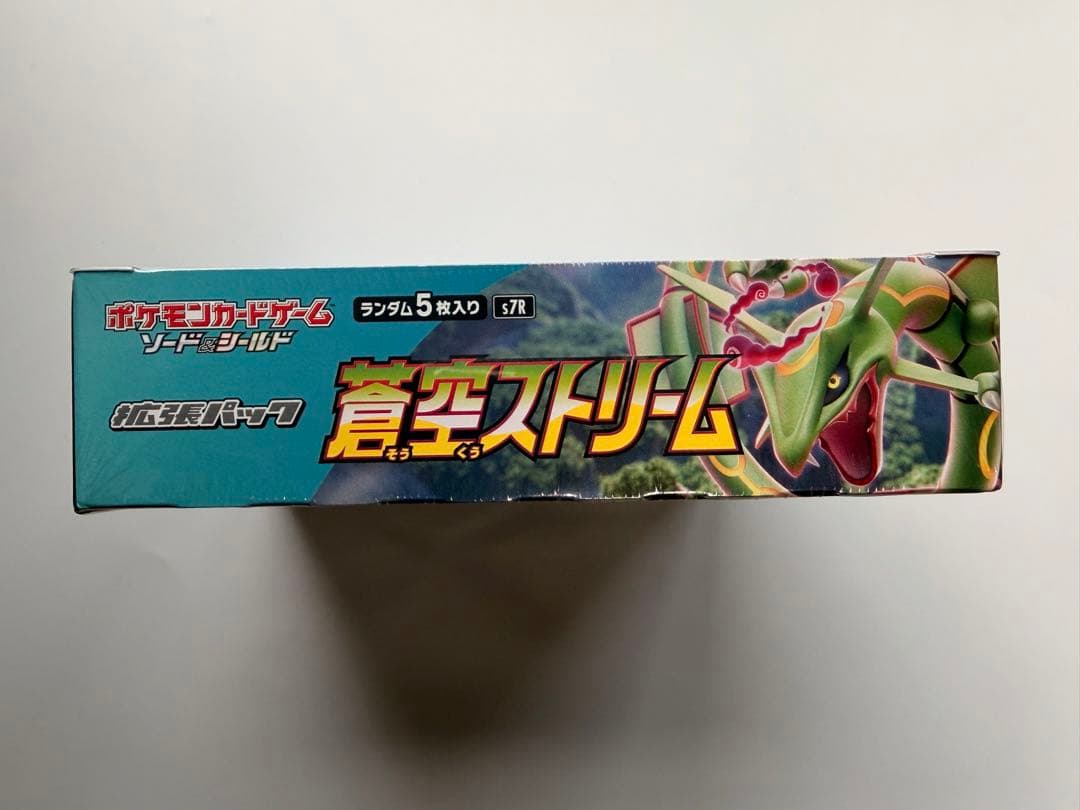 ポケモンカードゲーム
ソード&シールド
ランダム5枚入り s7R
拡張パック
蒼空ストリーム
そう くう